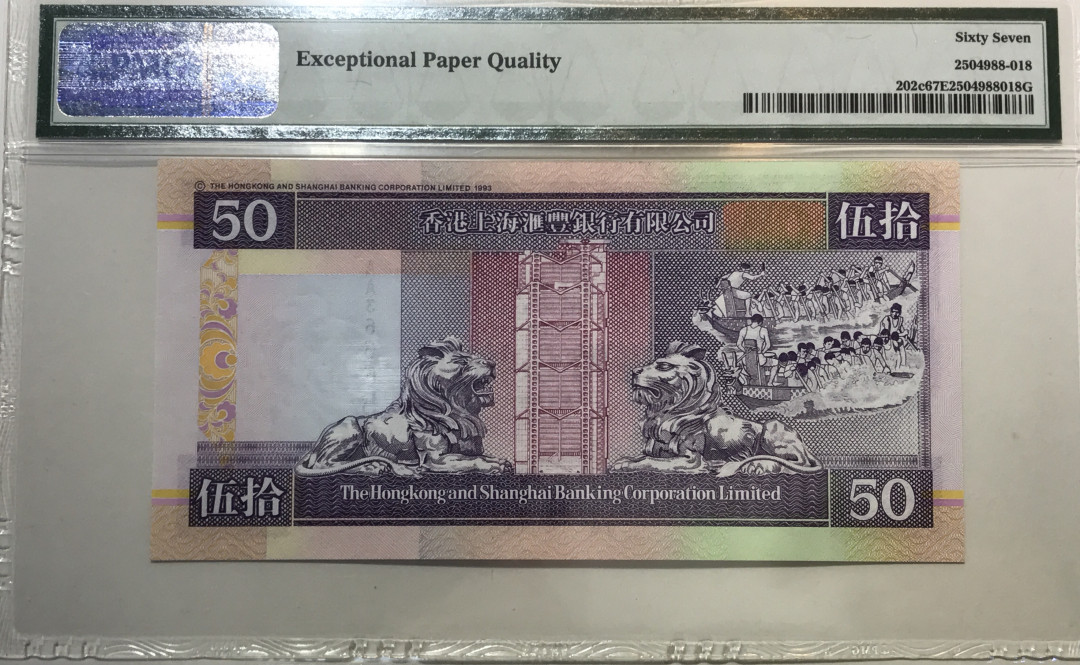 Exceptional Paper Quality
Sixty Seven
2504988-018
202c67E2504988018G
© THE HONGKONG AND SHANGHAI BANKING CORPORATION LIMITED 1993
50
香港上海滙豐銀行有限公司
伍拾
伍拾
The Hongkong and Shanghai Banking Corporation Limited
50